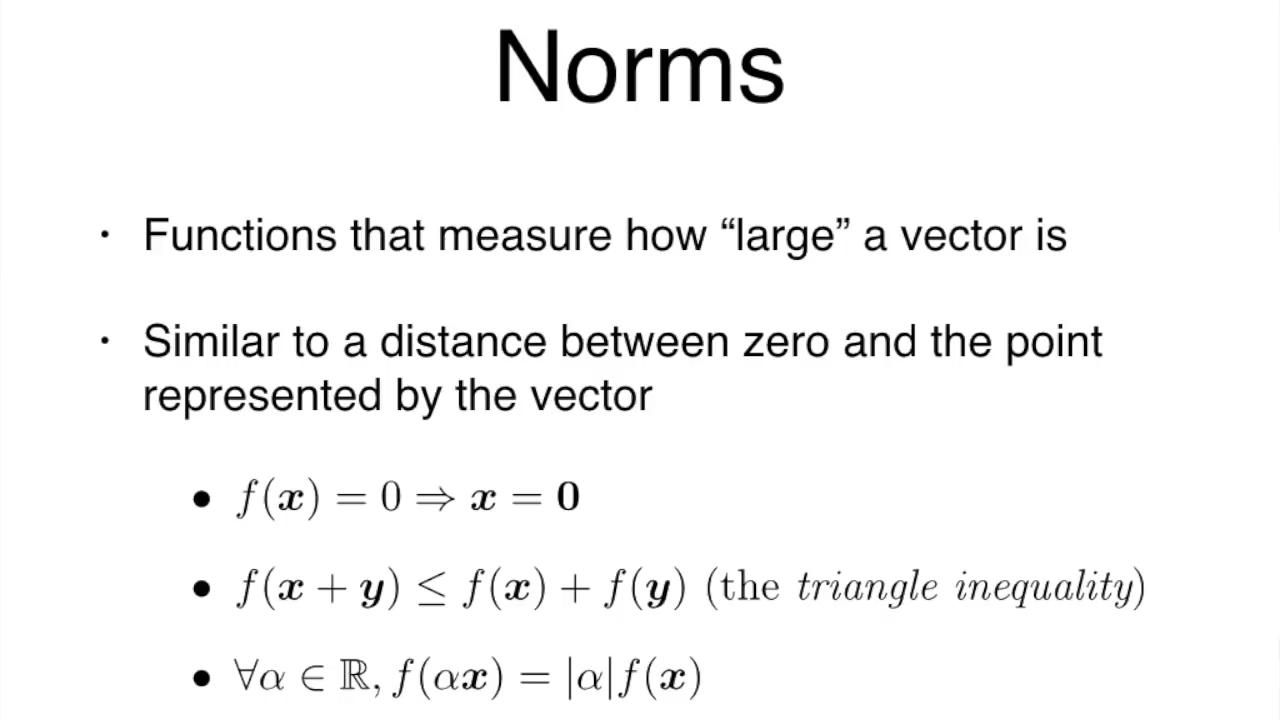 Norms
· Functions that measure how “large” a vector is
· Similar to a distance between zero and the point
represented by the vector
• f(x) = 0 ⇒ x = 0
• f(x + y) ≤ f(x) + f(y) (the triangle inequality)
• ∀α ∈ ℝ, f(αx) = |α|f(x)